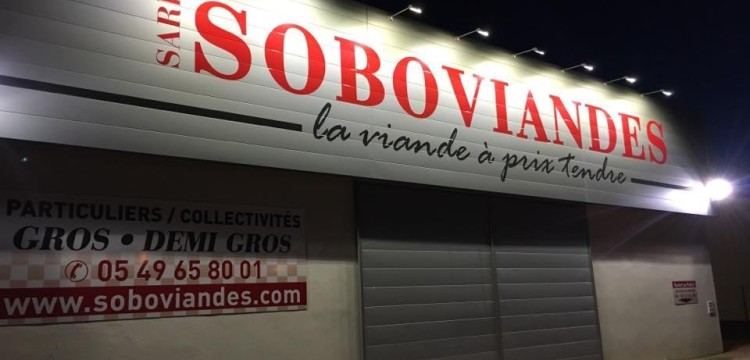 SARL
SOBOVIANDES
la viande à prix tendre
PARTICULIERS / COLLECTIVITÉS
GROS • DEMI GROS
✆ 05 49 65 80 01
www.soboviandes.com